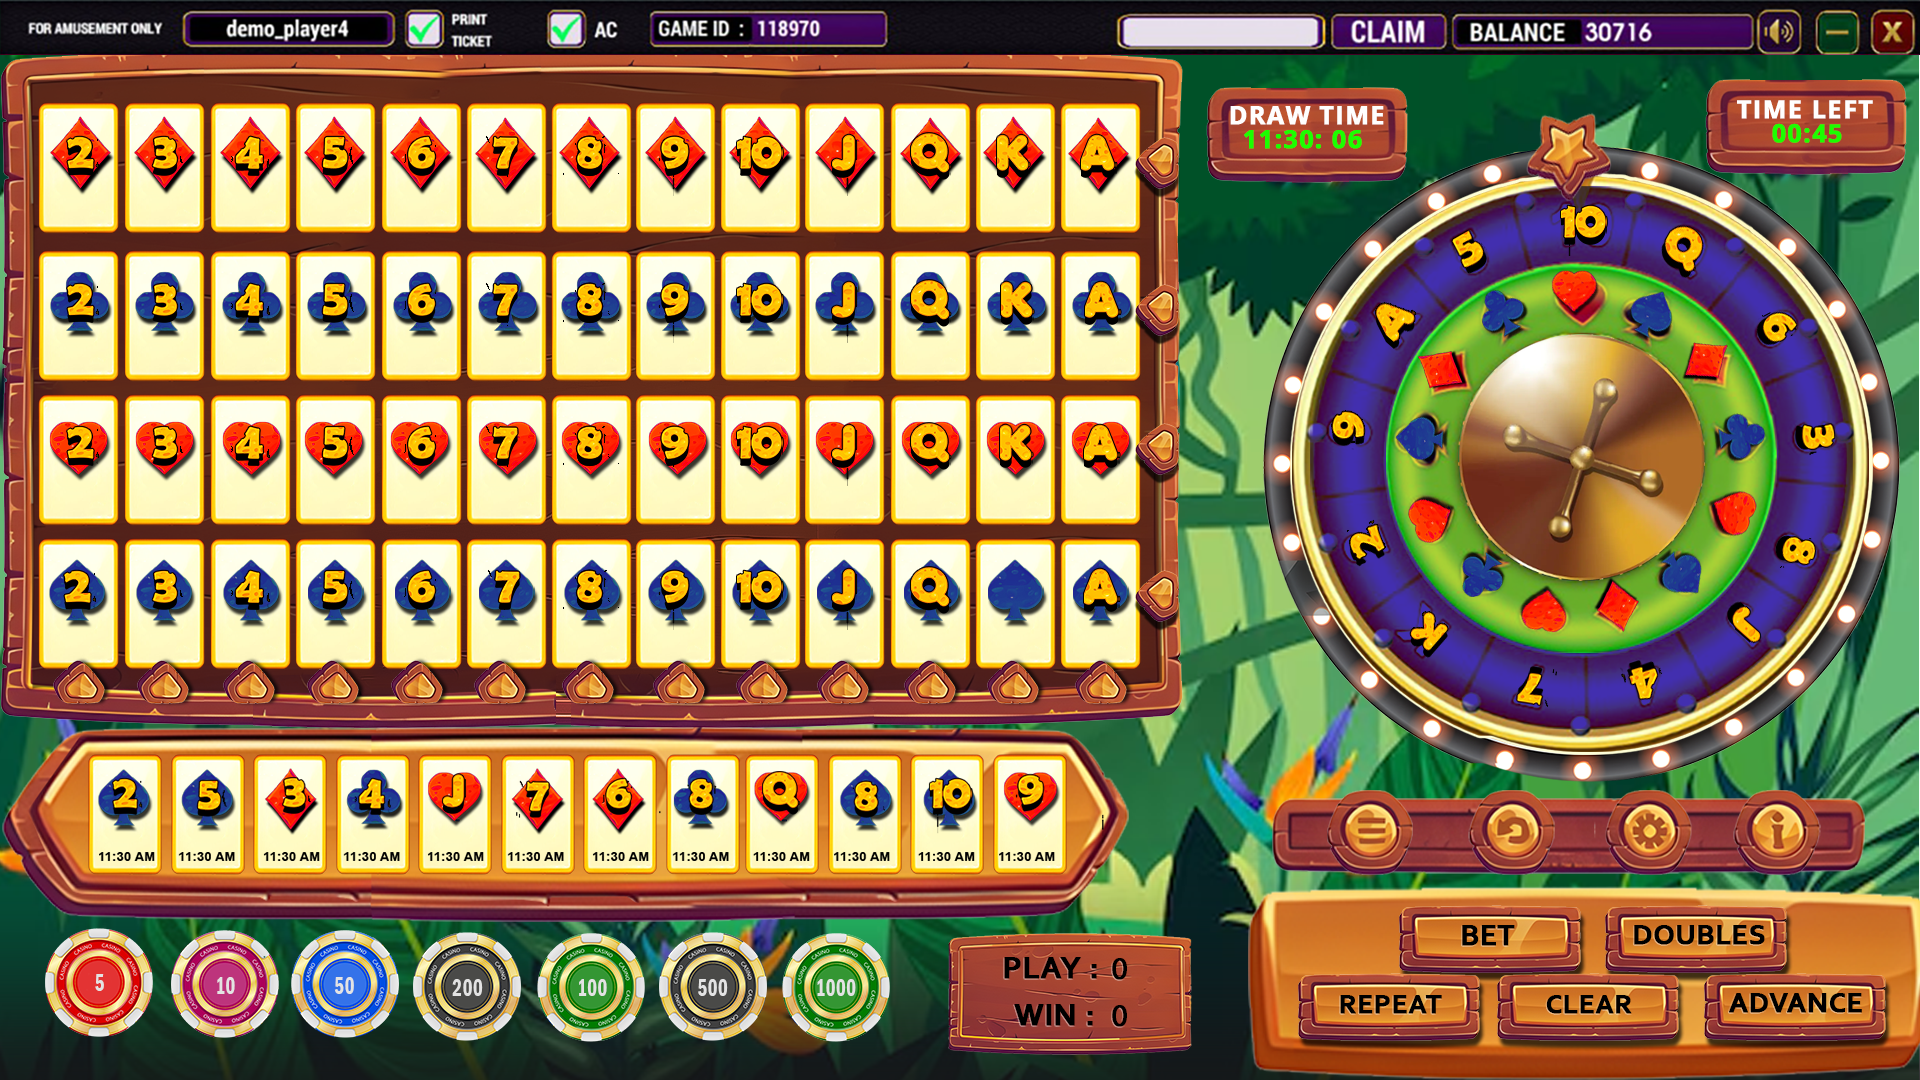 FOR AMUSEMENT ONLY
demo_player4
PRINT
TICKET
AC
GAME ID : 118970
CLAIM
BALANCE 30716
X
DRAW TIME
11:30: 06
TIME LEFT
00:45
2 3 4 5 6 7 8 9 10 J Q K A
2 3 4 5 6 7 8 9 10 J Q K A
2 3 4 5 6 7 8 9 10 J Q K A
2 3 4 5 6 7 8 9 10 J Q A
10 Q 6 3 8 J 4 7 K 2 9 A 5
2 5 3 4 J 7 6 8 Q 8 10 9
11:30 AM 11:30 AM 11:30 AM 11:30 AM 11:30 AM 11:30 AM 11:30 AM 11:30 AM 11:30 AM 11:30 AM 11:30 AM 11:30 AM
5 10 50 200 100 500 1000
PLAY : 0
WIN : 0
BET
DOUBLES
REPEAT
CLEAR
ADVANCE